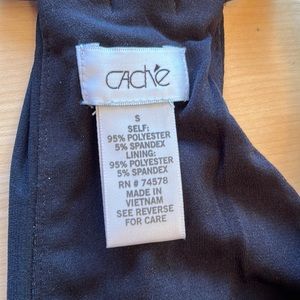 CACHé
S
SELF:
95% POLYESTER
5% SPANDEX
LINING:
95% POLYESTER
5% SPANDEX
RN # 74578
MADE IN
VIETNAM
SEE REVERSE
FOR CARE